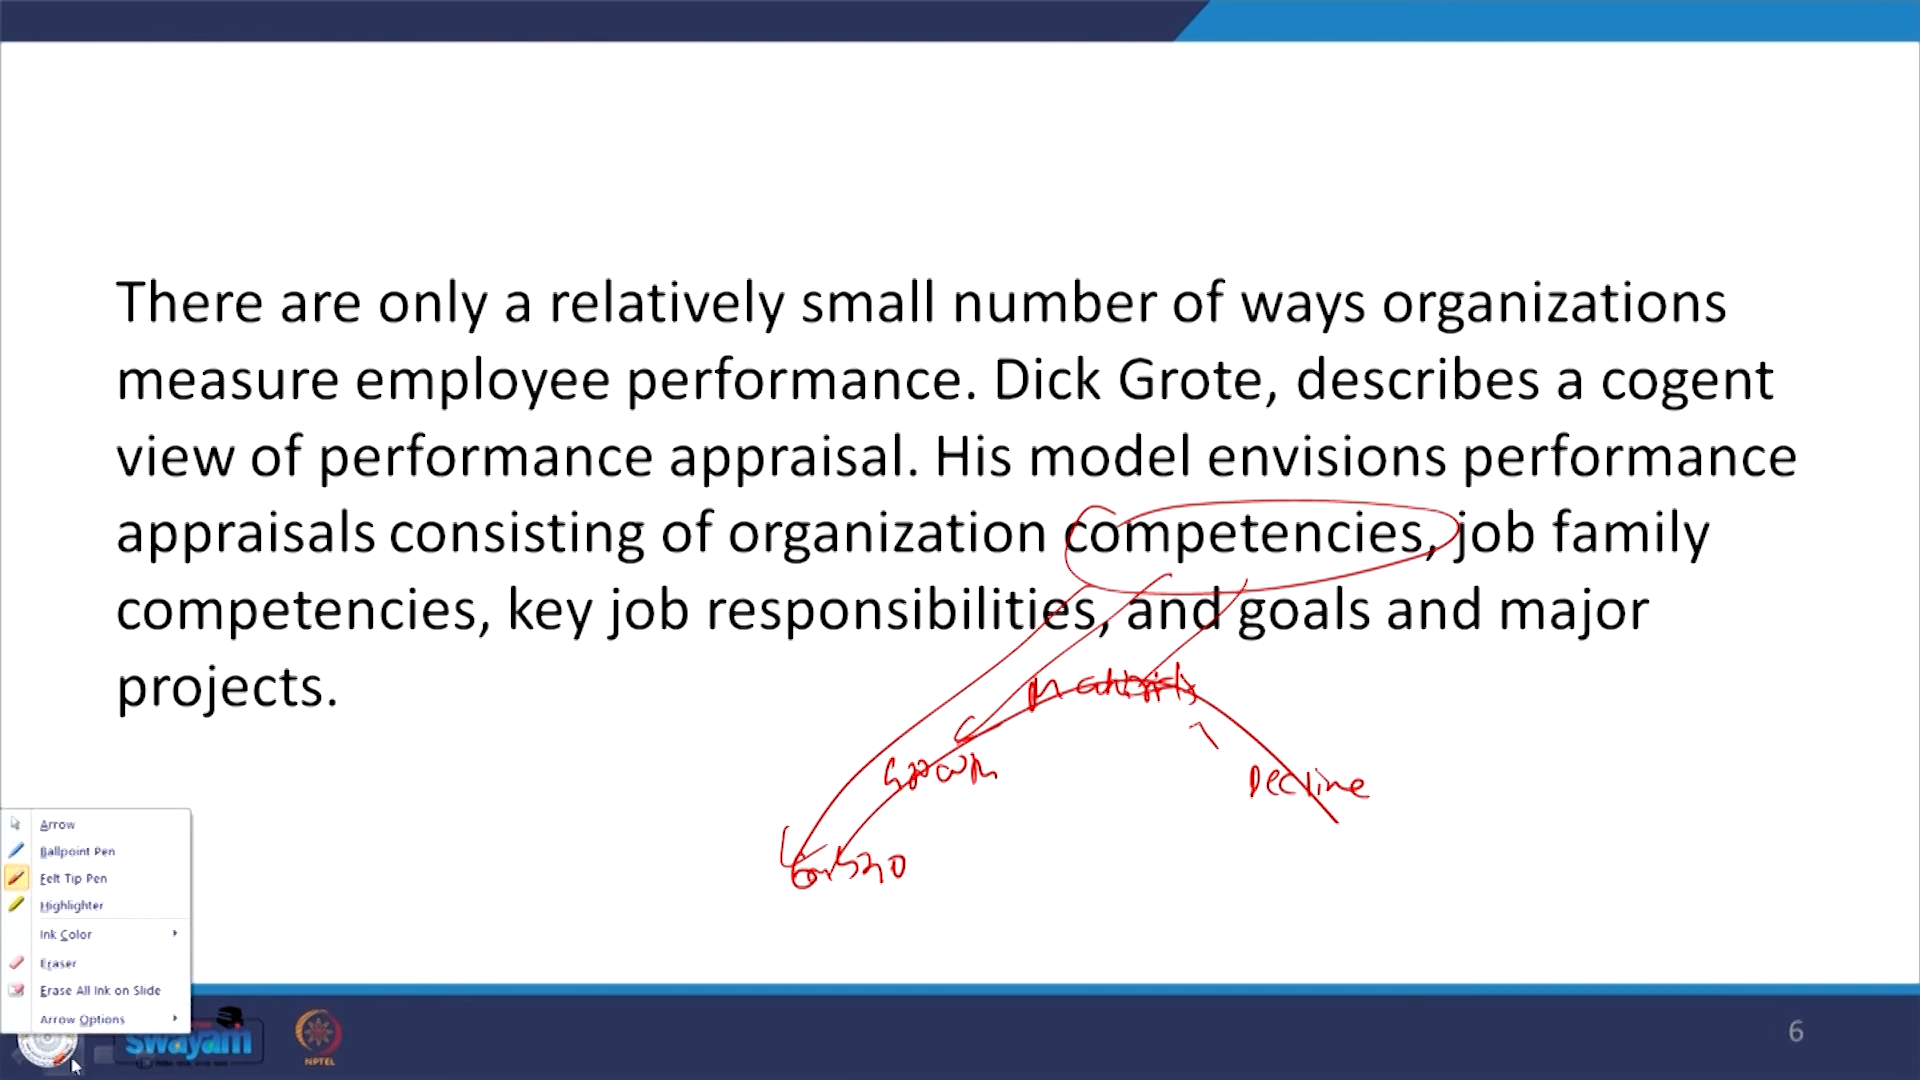 There are only a relatively small number of ways organizations
measure employee performance. Dick Grote, describes a cogent
view of performance appraisal. His model envisions performance
appraisals consisting of organization competencies, job family
competencies, key job responsibilities, and goals and major
projects.
Growth
Decline
Arrow
Ballpoint Pen
Felt Tip Pen
Highlighter
Ink Color
Eraser
Erase All Ink on Slide
Arrow Options
swayam
NPTEL
6